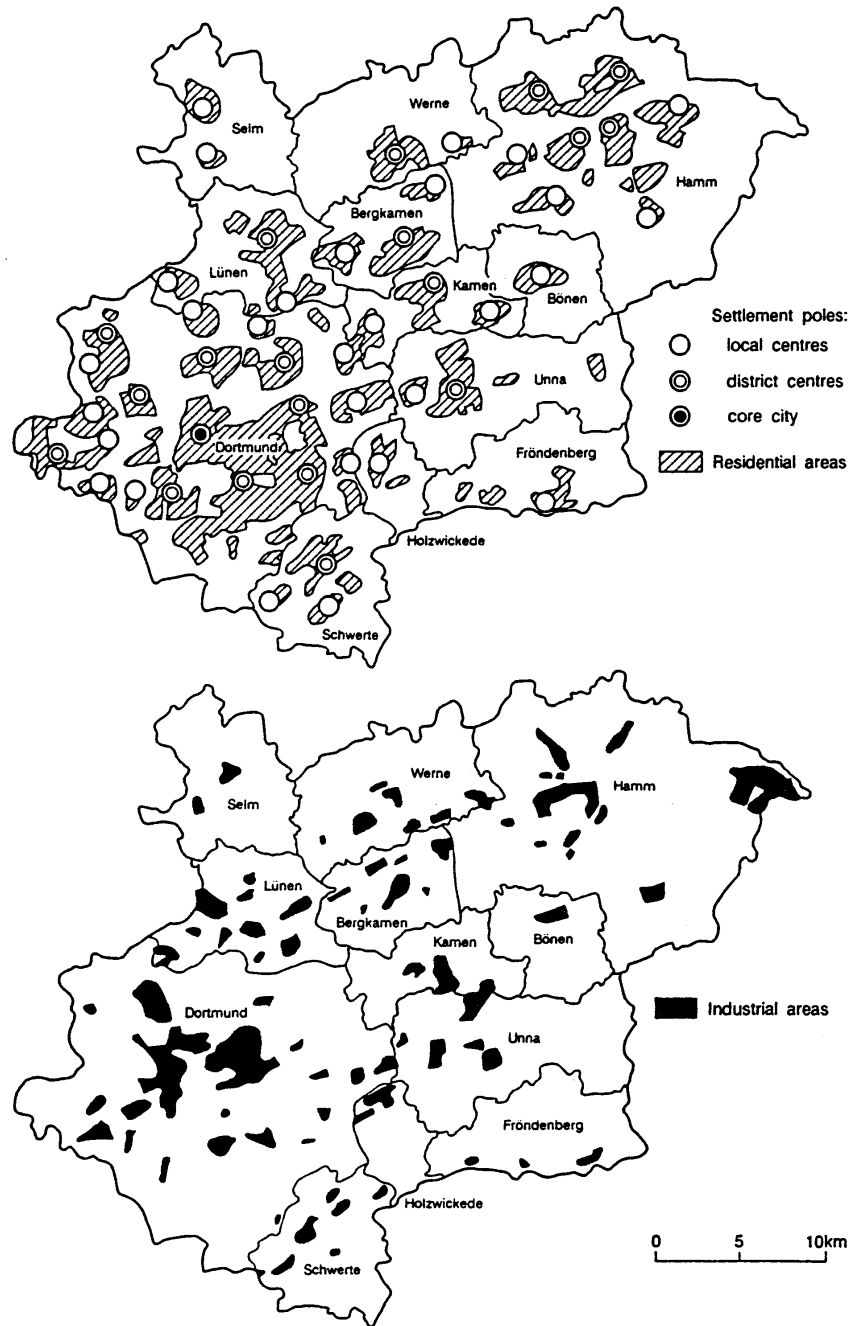 Werne
Selm
Hamm
Bergkamen
Lünen
Kamen
Bönen
Settlement poles:
local centres
district centres
core city
Residential areas
Unna
Dortmund
Fröndenberg
Holzwickede
Schwerte
Werne
Selm
Hamm
Lünen
Bergkamen
Kamen
Bönen
Industrial areas
Dortmund
Unna
Fröndenberg
Holzwickede
Schwerte
0 5 10km